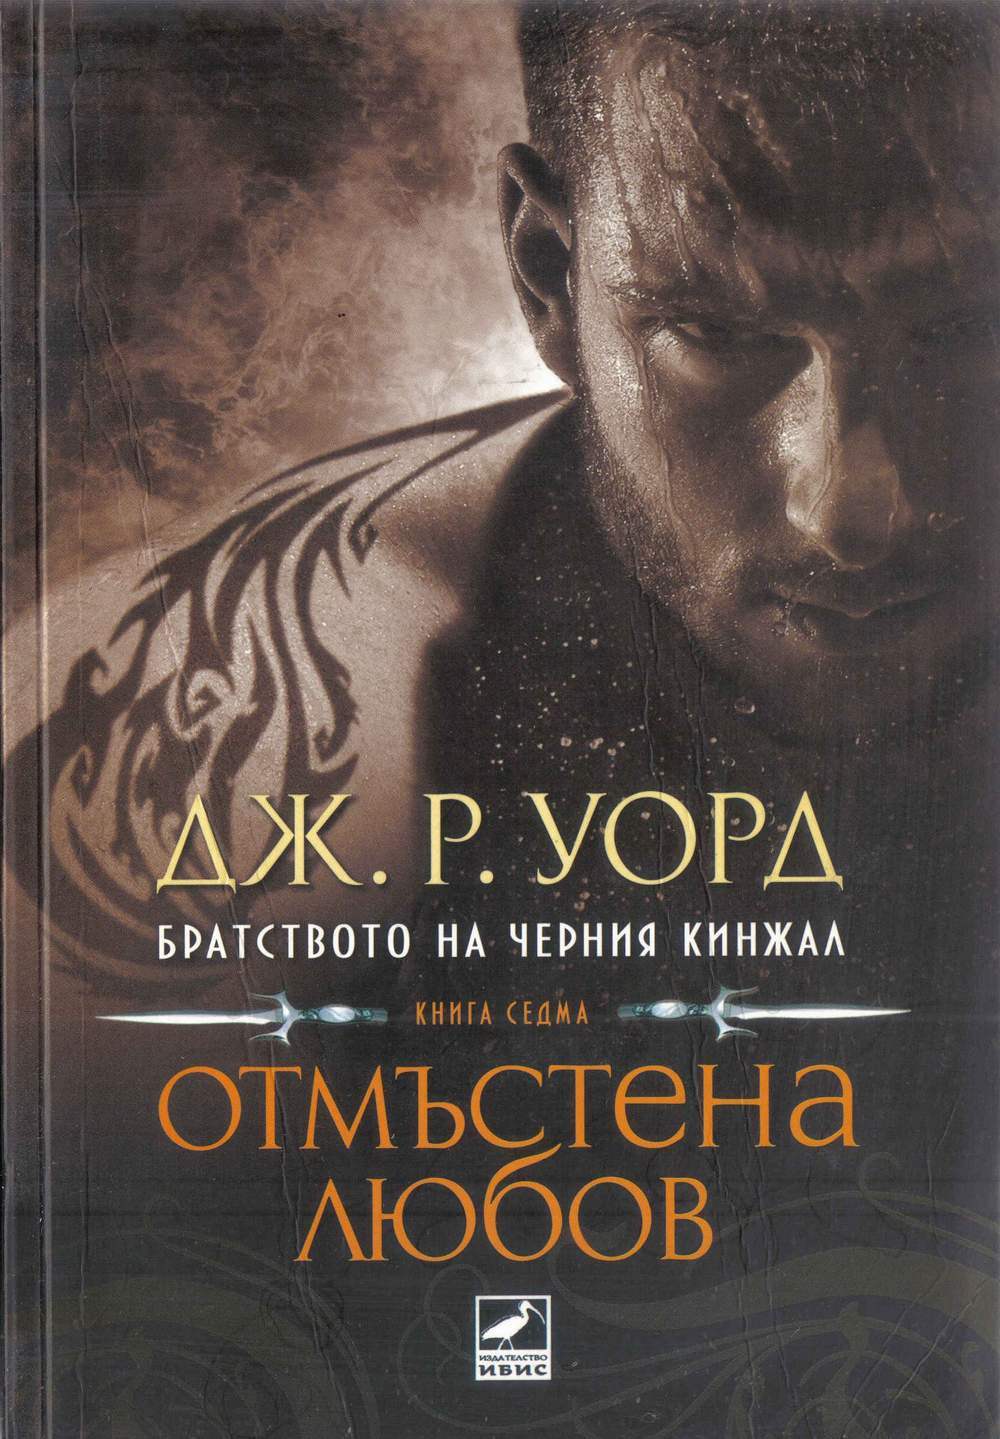 ДЖ. Р. УОРД
БРАТСТВОТО НА ЧЕРНИЯ КИНЖАЛ
КНИГА СЕДМА
ОТМЪСТЕНА
ЛЮБОВ
ИЗДАТЕЛСТВО
ИБИС